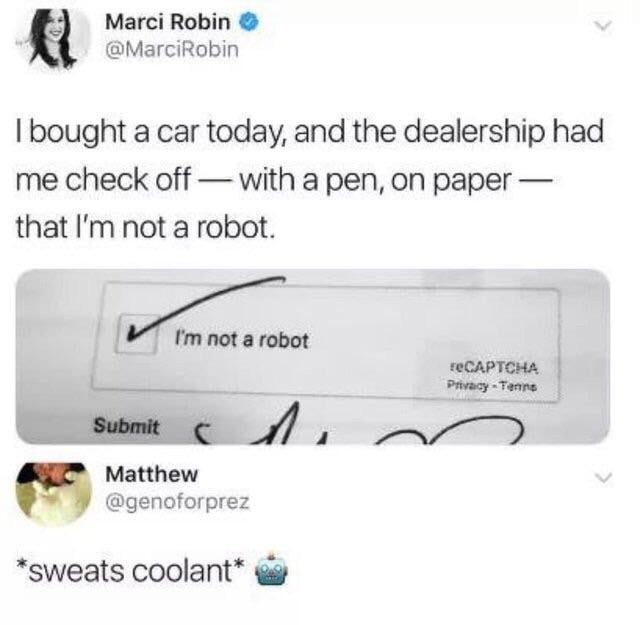 Marci Robin
@MarciRobin
I bought a car today, and the dealership had
me check off — with a pen, on paper —
that I'm not a robot.
I'm not a robot
reCAPTCHA
Privacy - Terms
Submit
Matthew
@genoforprez
*sweats coolant* 🤖